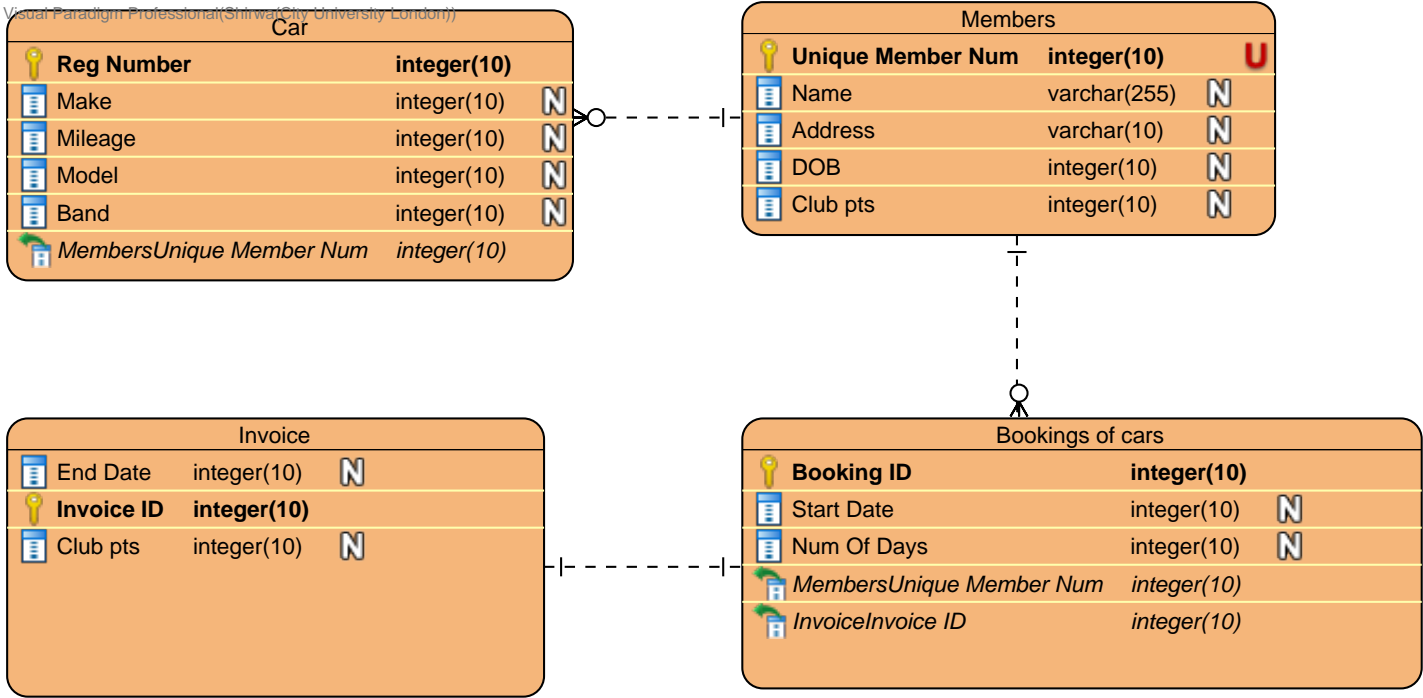 Visual Paradigm Professional(Shirwa(City University London))
Car
Reg Number integer(10)
Make integer(10) N
Mileage integer(10) N
Model integer(10) N
Band integer(10) N
MembersUnique Member Num integer(10)
Members
Unique Member Num integer(10) U
Name varchar(255) N
Address varchar(10) N
DOB integer(10) N
Club pts integer(10) N
Invoice
End Date integer(10) N
Invoice ID integer(10)
Club pts integer(10) N
Bookings of cars
Booking ID integer(10)
Start Date integer(10) N
Num Of Days integer(10) N
MembersUnique Member Num integer(10)
InvoiceInvoice ID integer(10)